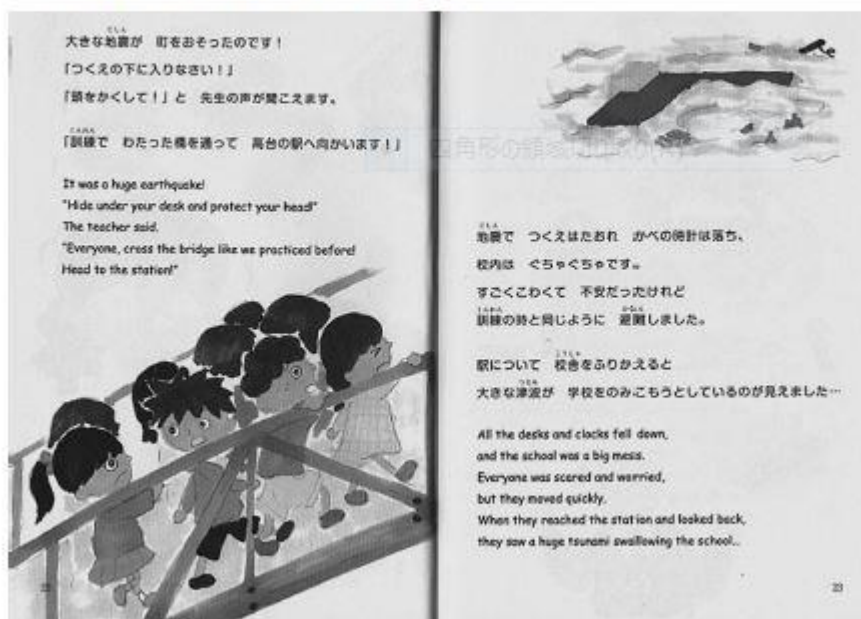 大きな地震が 町をおそったのです！
「つくえの下に入りなさい！」
「頭をかくして！」と 先生の声が聞こえます。
「訓練で わたった橋を通って 高台の駅へ向かいます！」
It was a huge earthquake!
"Hide under your desk and protect your head!"
The teacher said.
"Everyone, cross the bridge like we practiced before!
Head to the station!"
22
地震で つくえはたおれ かべの時計は落ち、
校内は ぐちゃぐちゃです。
すごくこわくて 不安だったけれど
訓練の時と同じように 避難しました。
駅について 校舎をふりかえると
大きな津波が 学校をのみこもうとしているのが見えました…
All the desks and clocks fell down,
and the school was a big mess.
Everyone was scared and worried,
but they moved quickly.
When they reached the station and looked back,
they saw a huge tsunami swallowing the school...
23